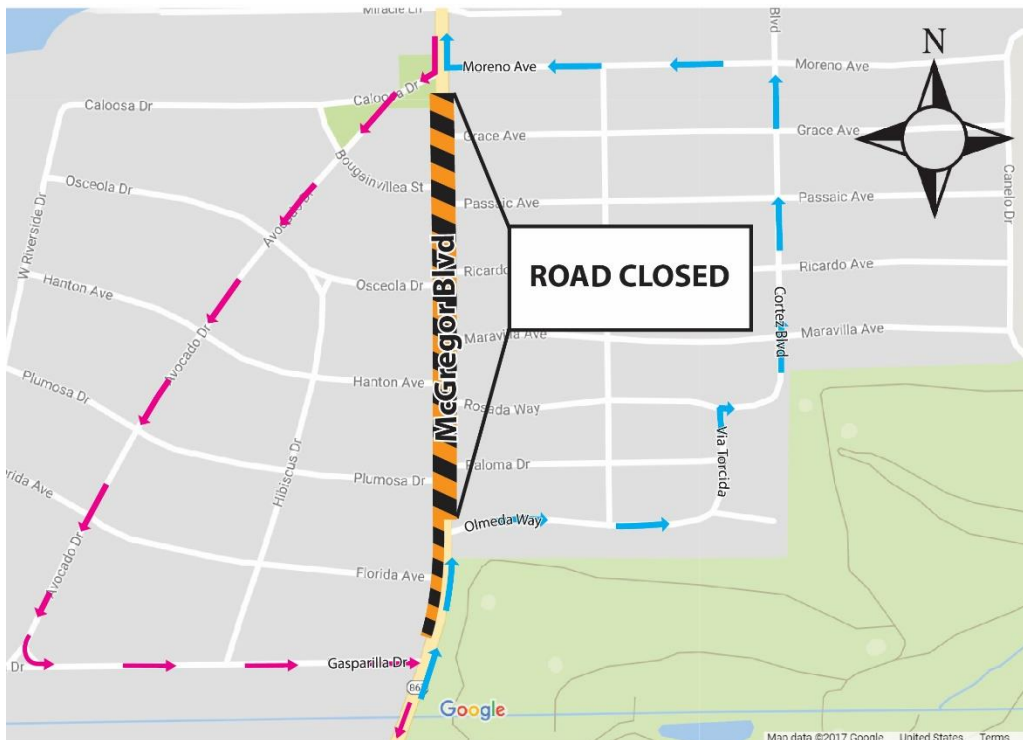 Miracle Ln
Blvd
N
Moreno Ave
Moreno Ave
Caloosa Dr
Caloosa Dr
Grace Ave
Grace Ave
Bougainvillea St
Osceola Dr
Passaic Ave
Passaic Ave
Canelo Dr
W Riverside Dr
Avocado Dr
McGregor Blvd
ROAD CLOSED
Ricardo
Ricardo Ave
Hanton Ave
Osceola Dr
Cortez Blvd
Maravilla Ave
Maravilla Ave
Avocado Dr
Hanton Ave
Plumosa Dr
Rosada Way
Via Torcida
Hibiscus Dr
Paloma Dr
Plumosa Dr
orida Ave
Olmeda Way
Avocado Dr
Florida Ave
Dr
Gasparilla Dr
867
Google
Map data ©2017 Google United States Terms